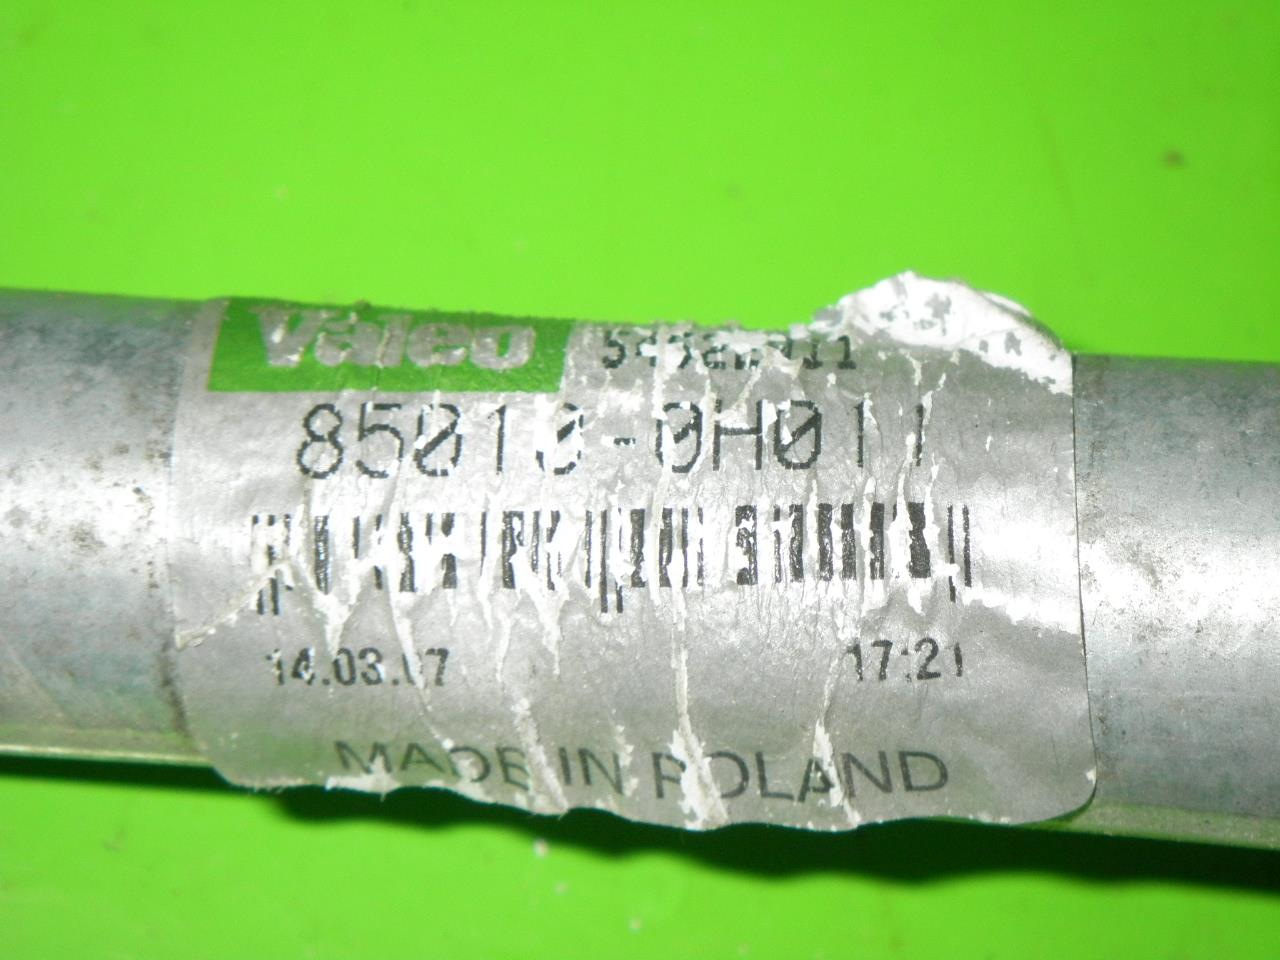 Valeo
85010-0H011
14.03.07 17:21
MADE IN POLAND